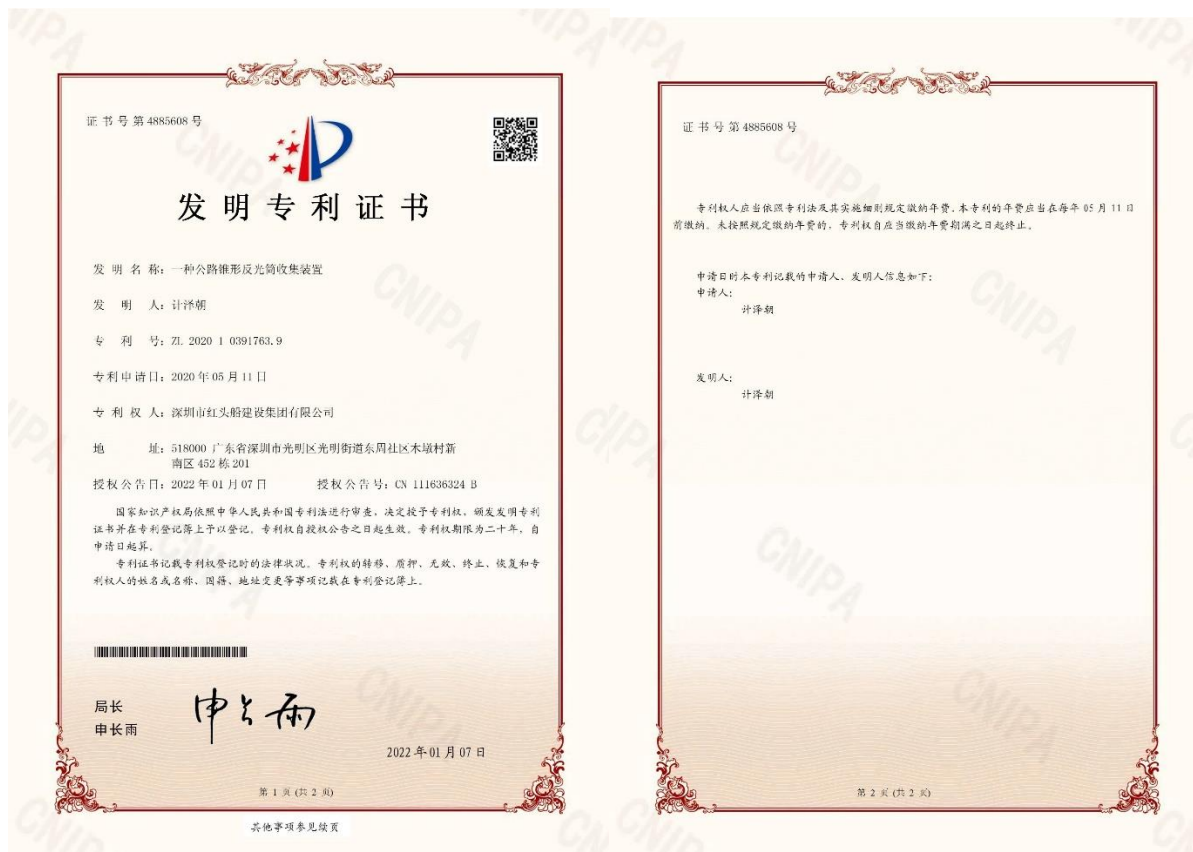 证书号第4885608号
发明专利证书
发 明 名 称：一种公路锥形反光筒收集装置
发 明 人：计泽朝
专 利 号：ZL 2020 1 0391763.9
专利申请日：2020年05月11日
专 利 权 人：深圳市红头船建设集团有限公司
地 址：518000 广东省深圳市光明区光明街道东周社区木墩村新
南区452栋201
授权公告日：2022年01月07日 授权公告号：CN 111636324 B
国家知识产权局依照中华人民共和国专利法进行审查，决定授予专利权，颁发发明专利
证书并在专利登记簿上予以登记。专利权自授权公告之日起生效。专利权期限为二十年，自
申请日起算。
专利证书记载专利权登记时的法律状况。专利权的转移、质押、无效、终止、恢复和专
利权人的姓名或名称、国籍、地址变更等事项记载在专利登记簿上。
局长
申长雨
申长雨
2022年01月07日
第 1 页 (共 2 页)
其他事项参见续页
证书号第4885608号
专利权人应当依照专利法及其实施细则规定缴纳年费。本专利的年费应当在每年05月11日
前缴纳。未按照规定缴纳年费的，专利权自应当缴纳年费期满之日起终止。
申请日时本专利记载的申请人、发明人信息如下：
申请人：
计泽朝
发明人：
计泽朝
第 2 页 (共 2 页)
CNIPA